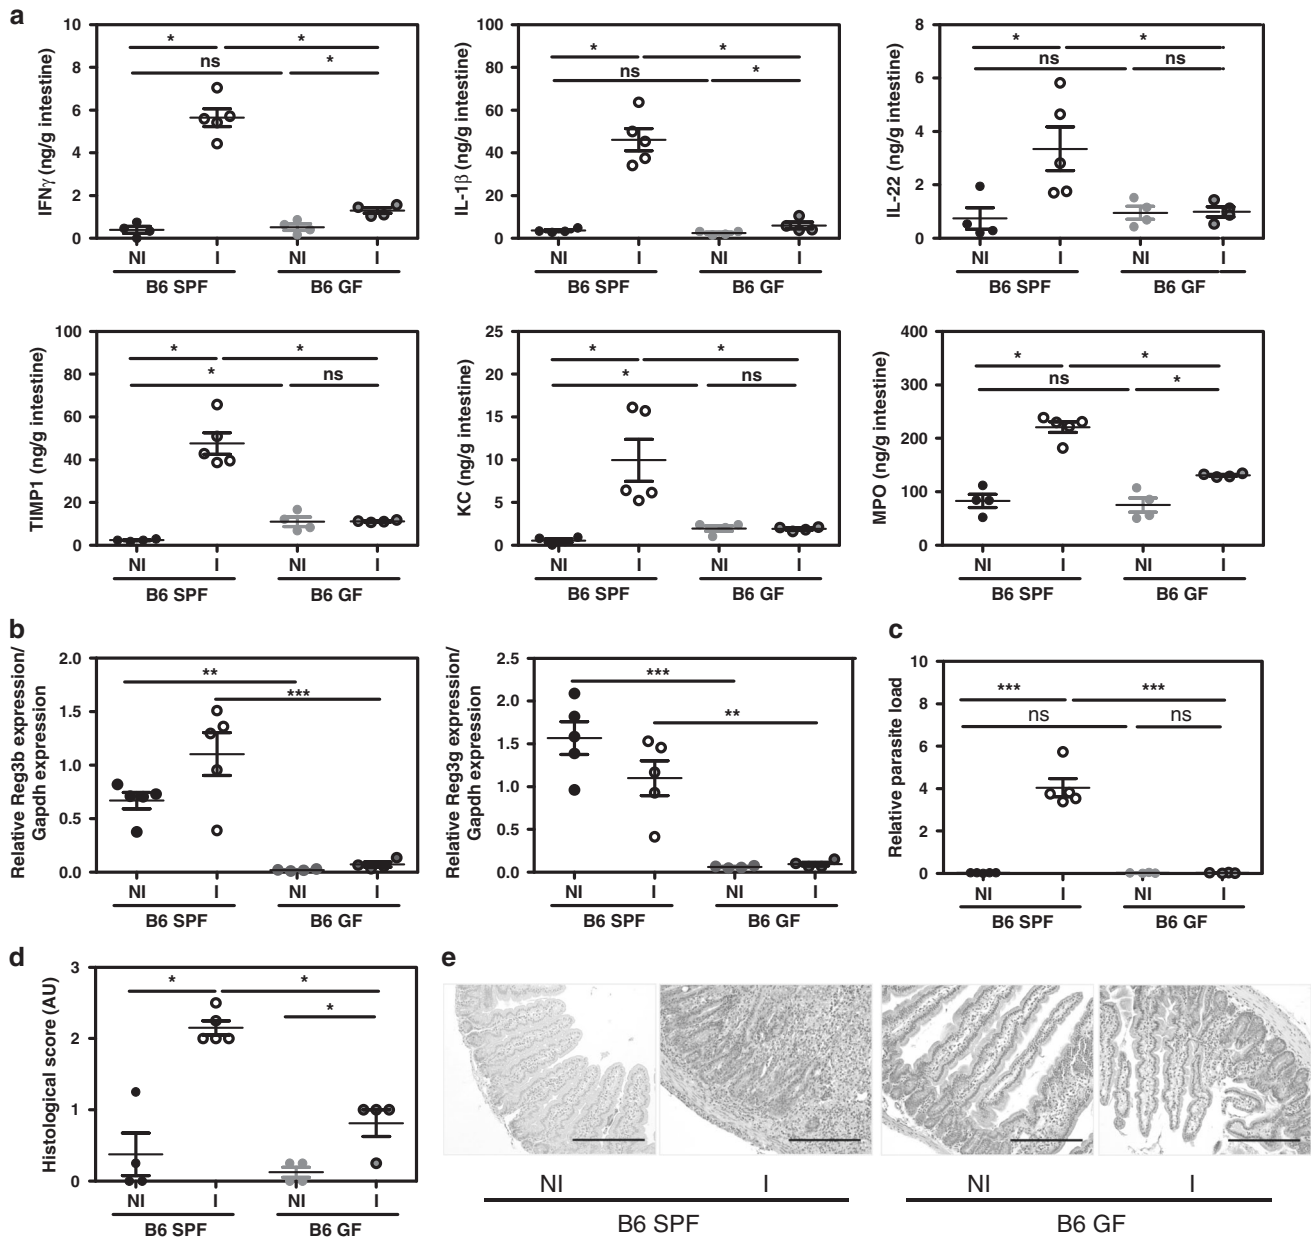 a
IFNγ (ng/g intestine)
10
8
6
4
2
0
*
*
ns
*
NI
I
NI
I
B6 SPF
B6 GF
IL-1β (ng/g intestine)
100
80
60
40
20
0
*
*
ns
*
NI
I
NI
I
B6 SPF
B6 GF
IL-22 (ng/g intestine)
8
6
4
2
0
*
*
ns
ns
NI
I
NI
I
B6 SPF
B6 GF
TIMP1 (ng/g intestine)
100
80
60
40
20
0
*
*
*
ns
NI
I
NI
I
B6 SPF
B6 GF
KC (ng/g intestine)
25
20
15
10
5
0
*
*
*
ns
NI
I
NI
I
B6 SPF
B6 GF
MPO (ng/g intestine)
400
300
200
100
0
*
*
ns
*
NI
I
NI
I
B6 SPF
B6 GF
b
Relative Reg3b expression/
Gapdh expression
2.0
1.5
1.0
0.5
0.0
**
***
NI
I
NI
I
B6 SPF
B6 GF
Relative Reg3g expression/
Gapdh expression
2.5
2.0
1.5
1.0
0.5
0.0
***
**
NI
I
NI
I
B6 SPF
B6 GF
c
Relative parasite load
10
8
6
4
2
0
***
***
ns
ns
NI
I
NI
I
B6 SPF
B6 GF
d
Histological score (AU)
3
2
1
0
*
*
*
NI
I
NI
I
B6 SPF
B6 GF
e
NI
I
NI
I
B6 SPF
B6 GF